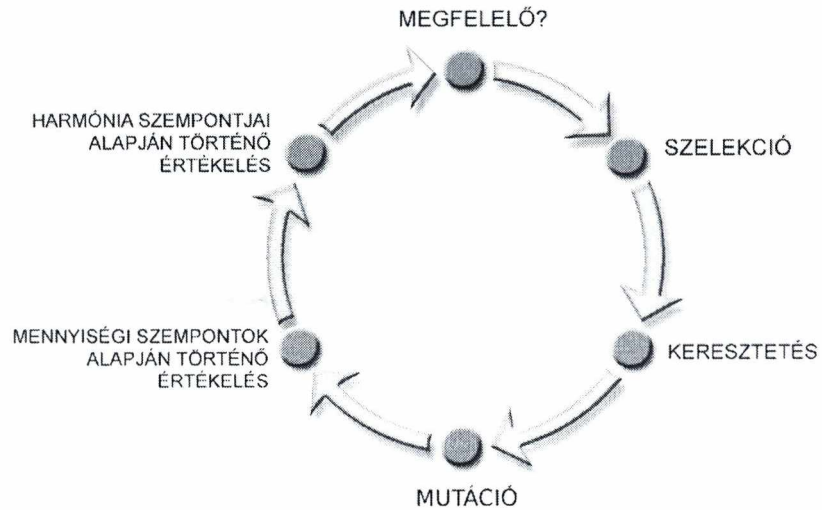 MEGFELELŐ?
HARMÓNIA SZEMPONTJAI
ALAPJÁN TÖRTÉNŐ
ÉRTÉKELÉS
SZELEKCIÓ
MENNYISÉGI SZEMPONTOK
ALAPJÁN TÖRTÉNŐ
ÉRTÉKELÉS
KERESZTETÉS
MUTÁCIÓ